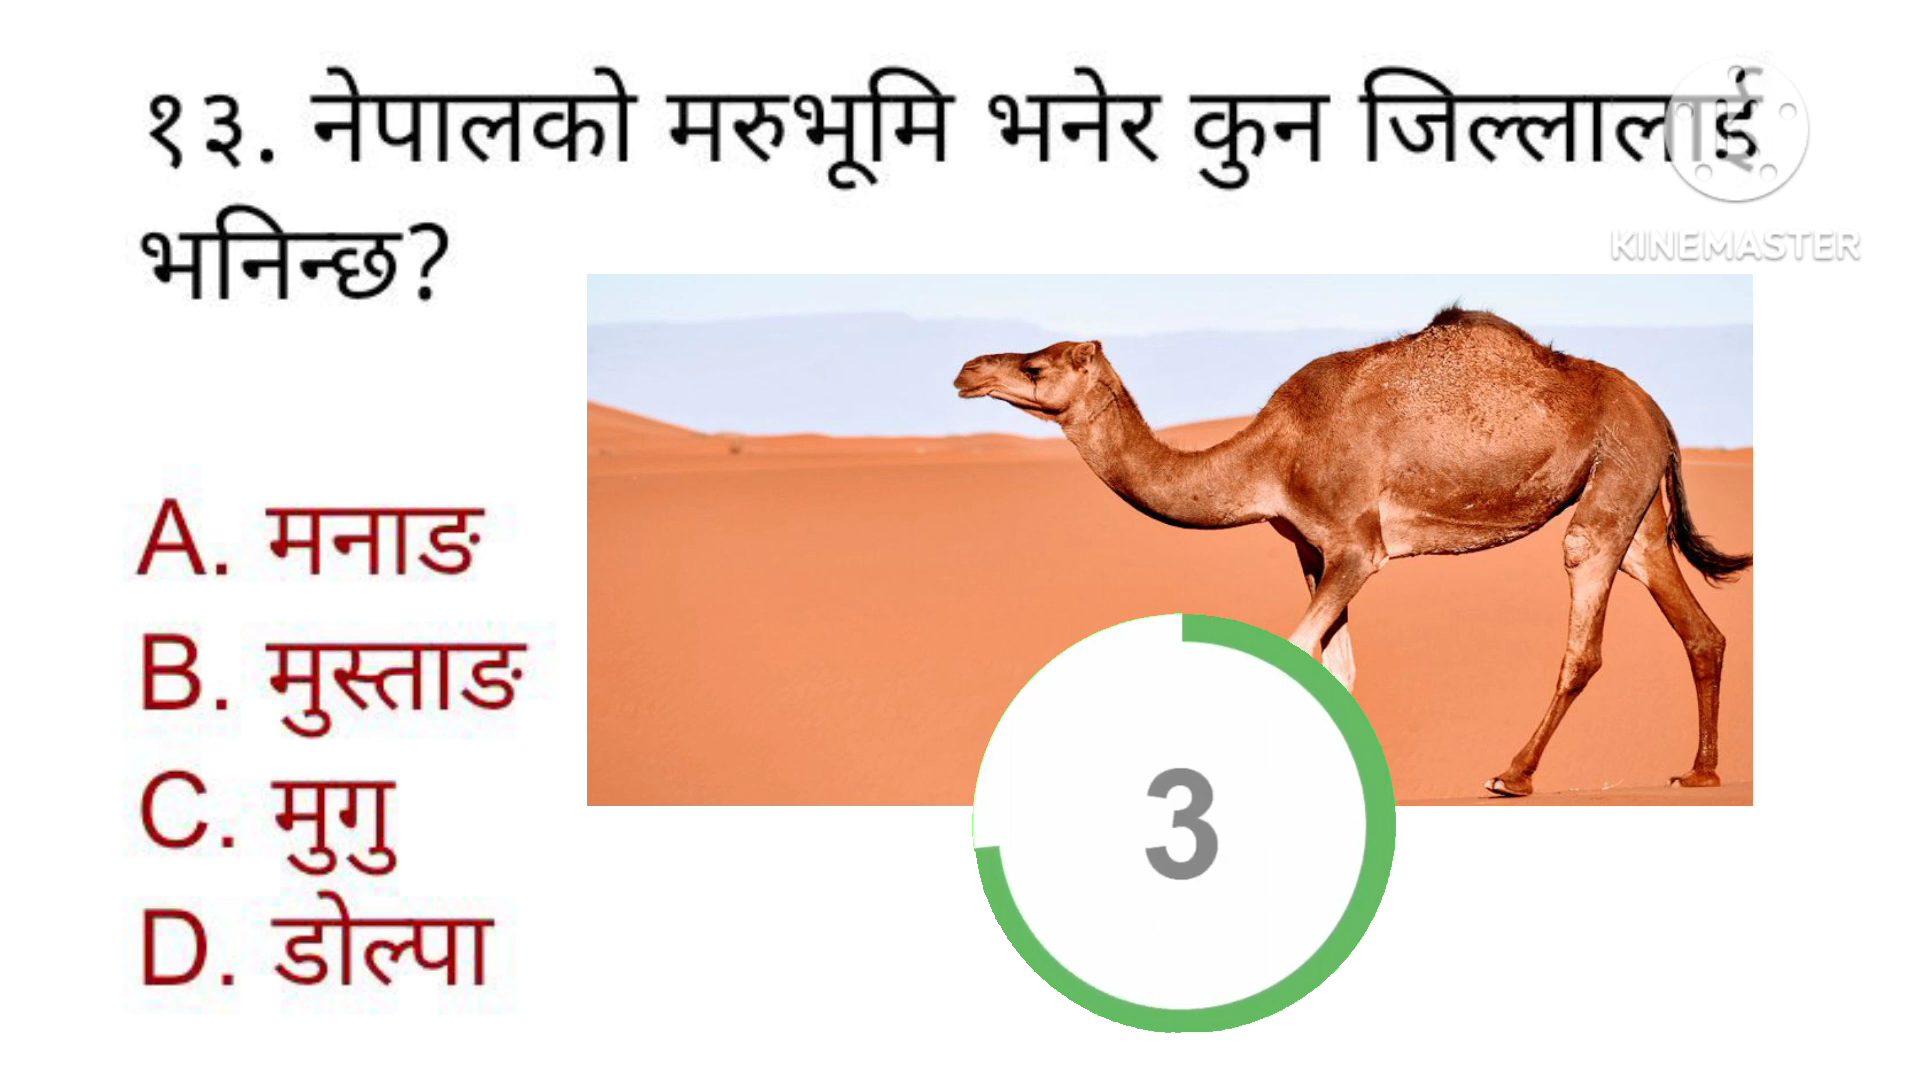 १३. नेपालको मरुभूमि भनेर कुन जिल्लालाई
भनिन्छ?
KINEMASTER
A. मनाङ
B. मुस्ताङ
C. मुगु
D. डोल्पा
3